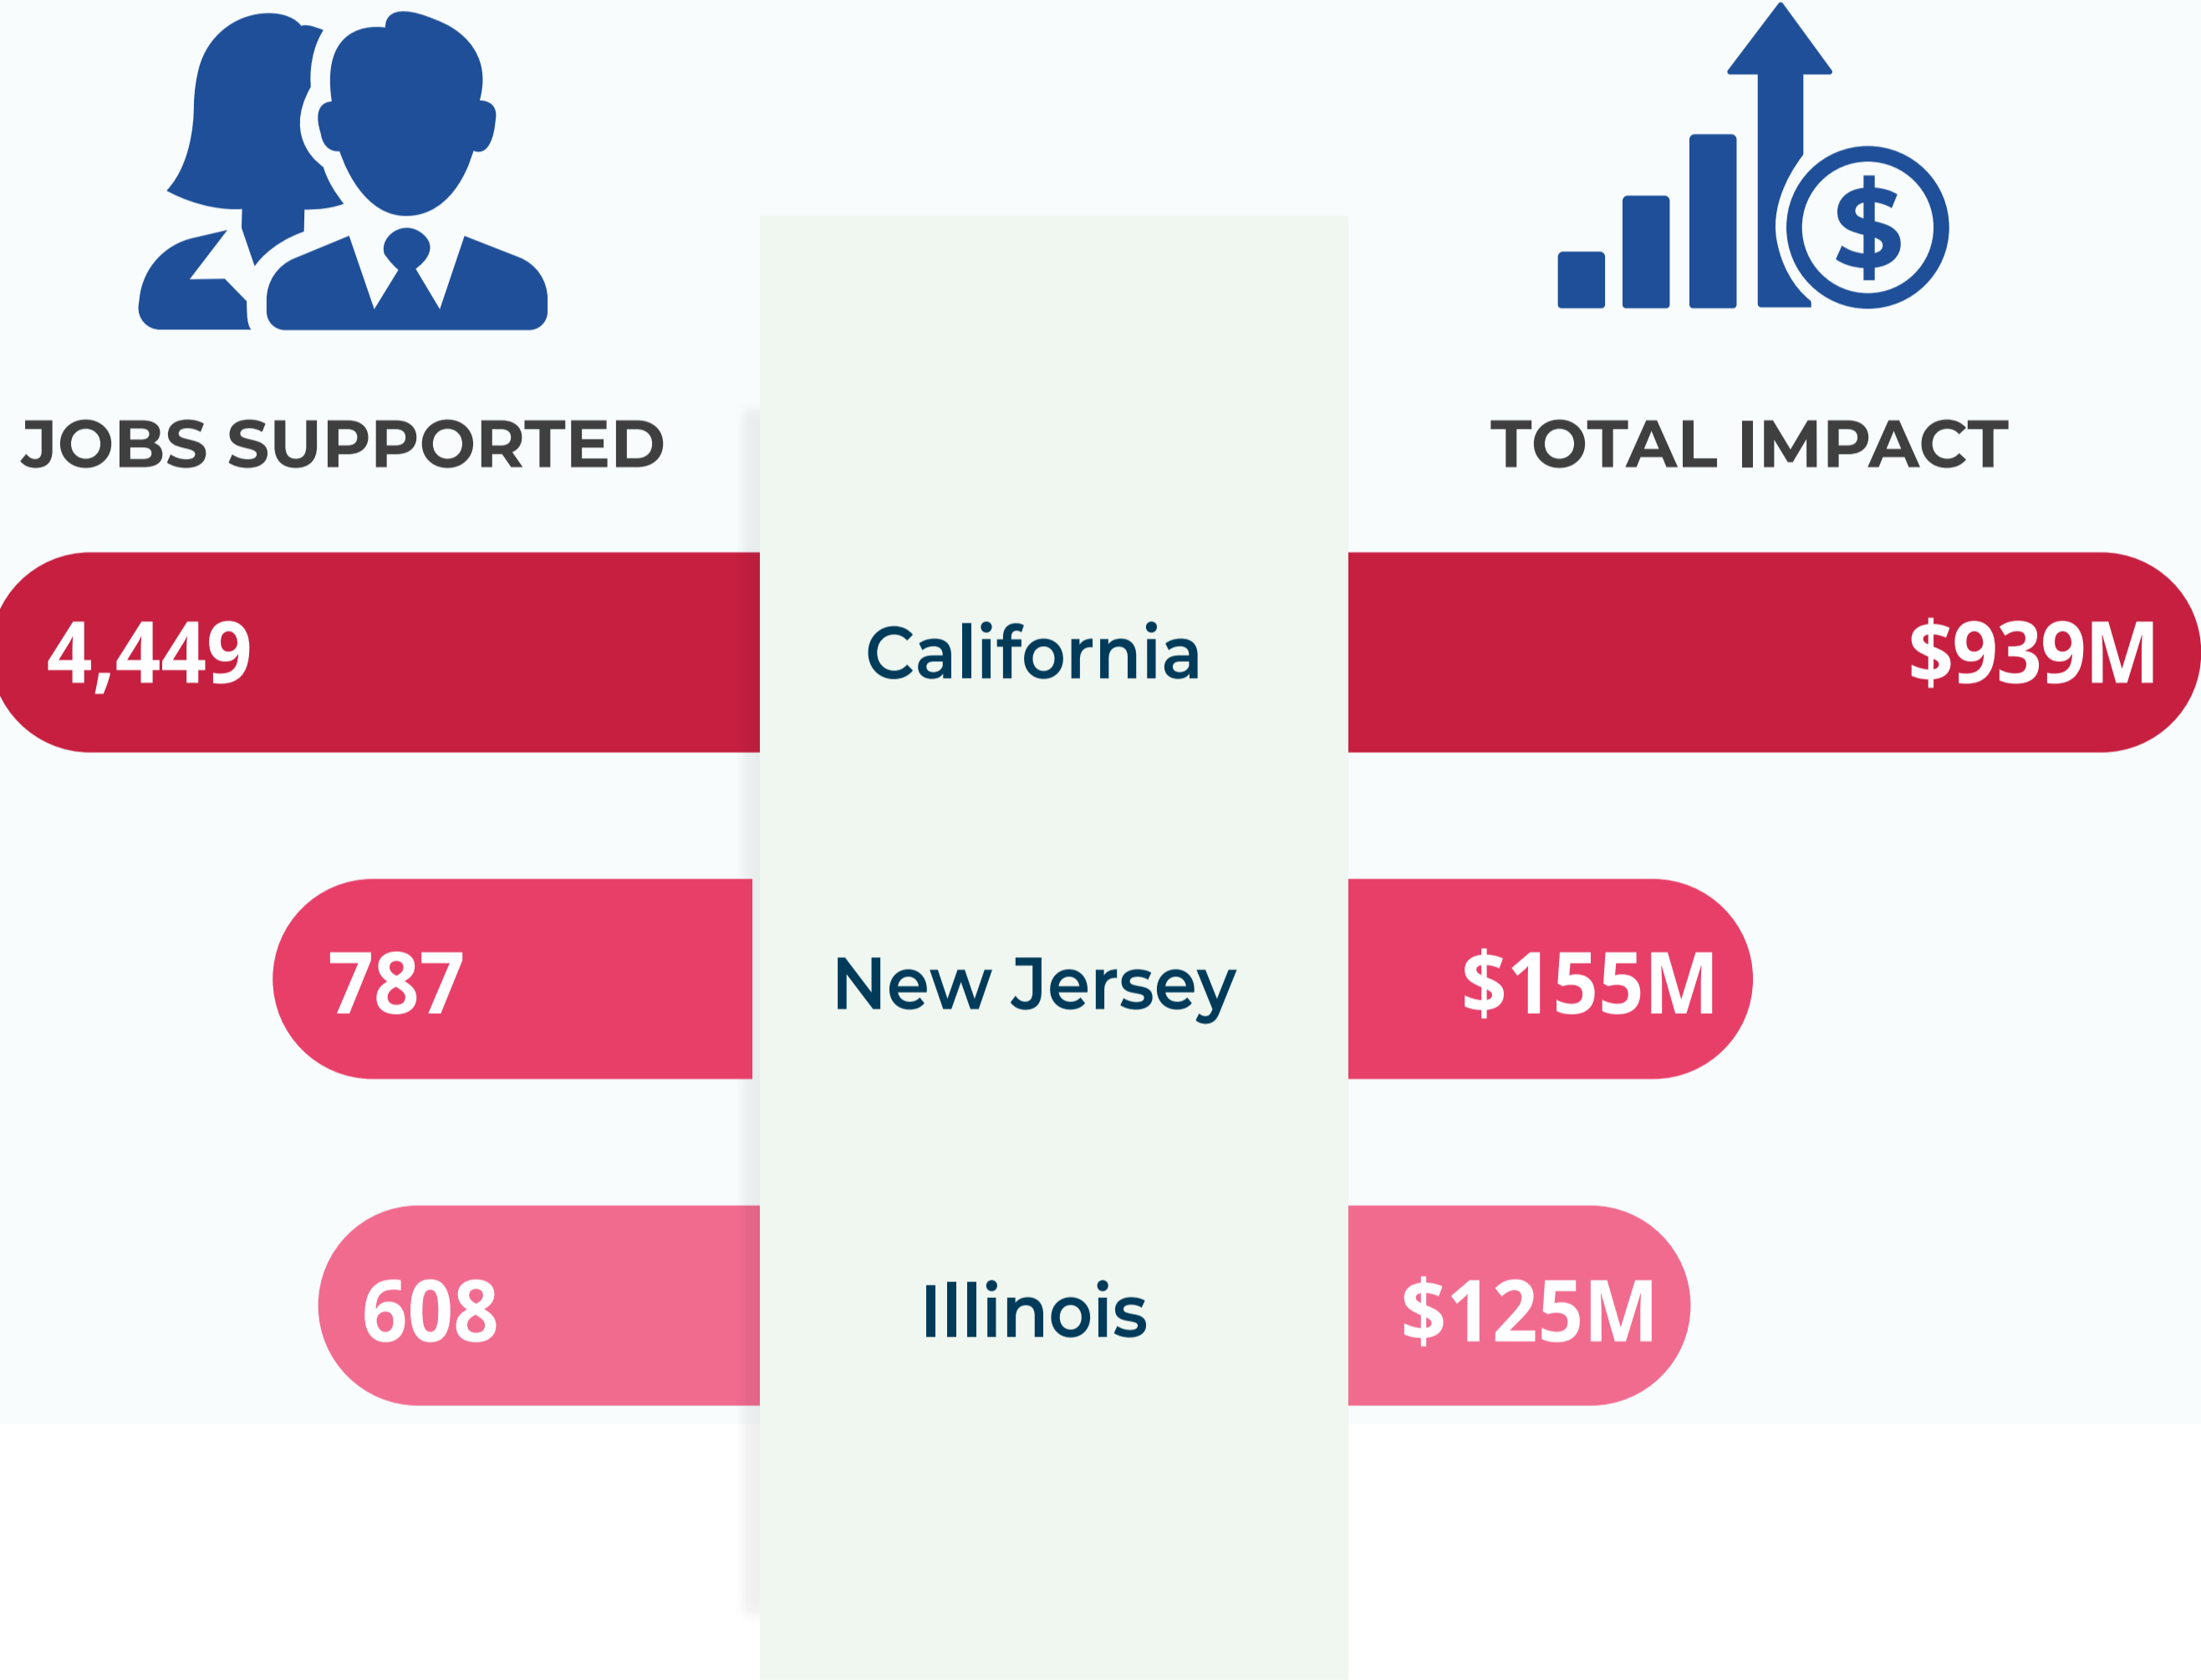 JOBS SUPPORTED
TOTAL IMPACT
4,449
California
$939M
787
New Jersey
$155M
608
Illinois
$125M